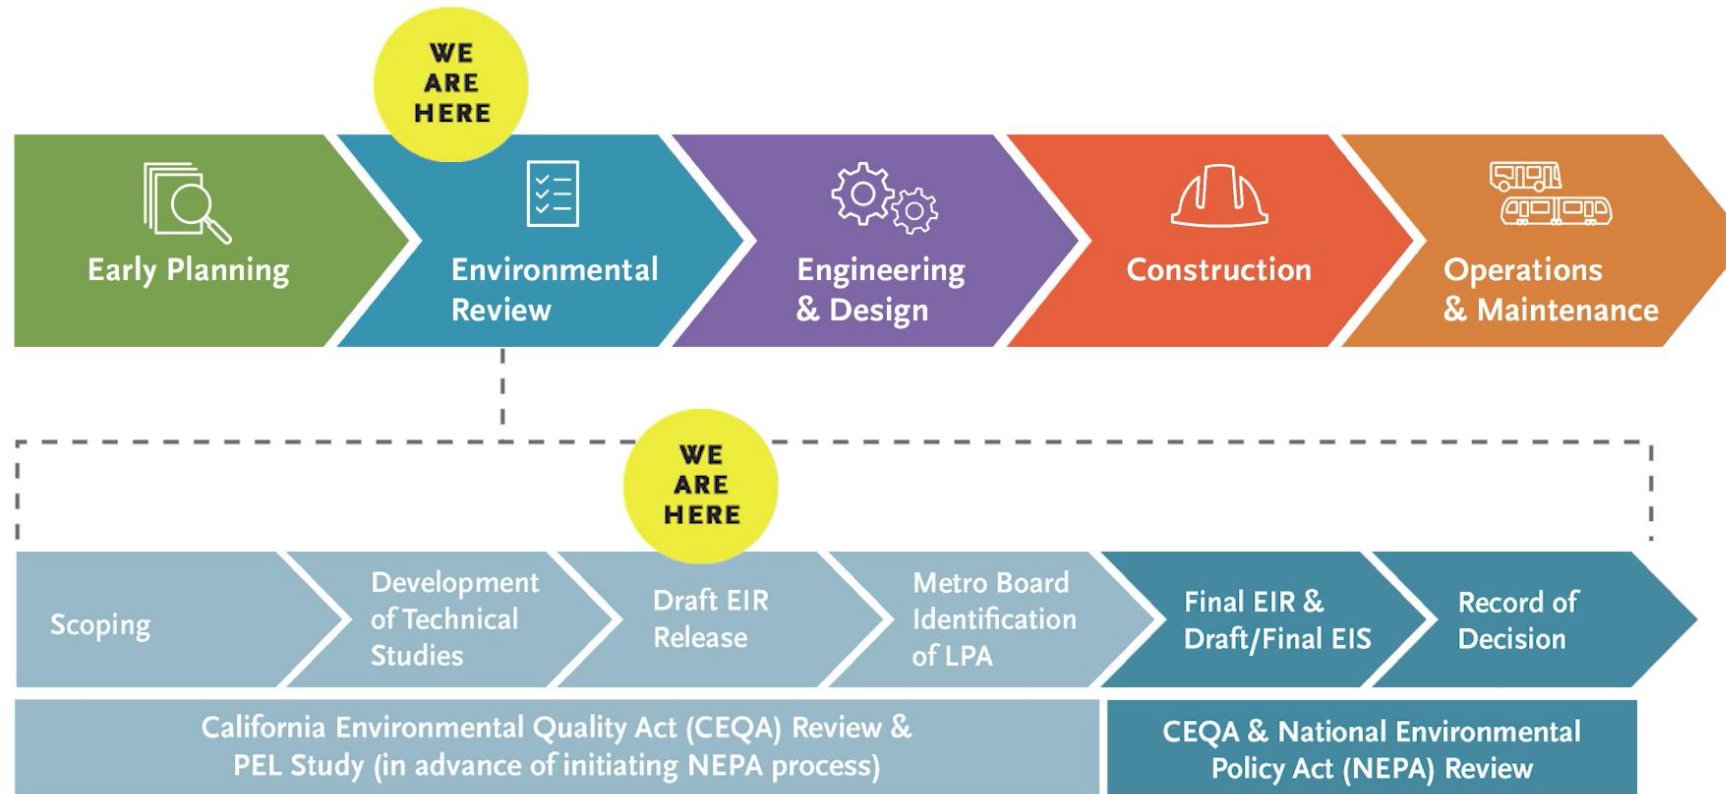 WE
ARE
HERE
Early Planning
Environmental
Review
Engineering
& Design
Construction
Operations
& Maintenance
WE
ARE
HERE
Scoping
Development
of Technical
Studies
Draft EIR
Release
Metro Board
Identification
of LPA
Final EIR &
Draft/Final EIS
Record of
Decision
California Environmental Quality Act (CEQA) Review &
PEL Study (in advance of initiating NEPA process)
CEQA & National Environmental
Policy Act (NEPA) Review